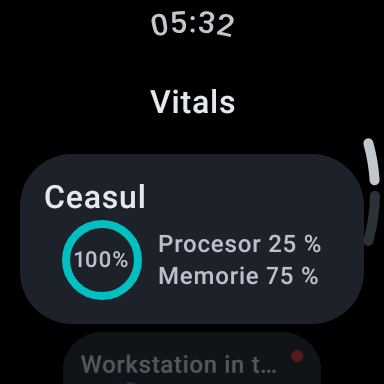 05:32
Vitals
Ceasul
100%
Procesor 25 %
Memorie 75 %
Workstation in t…